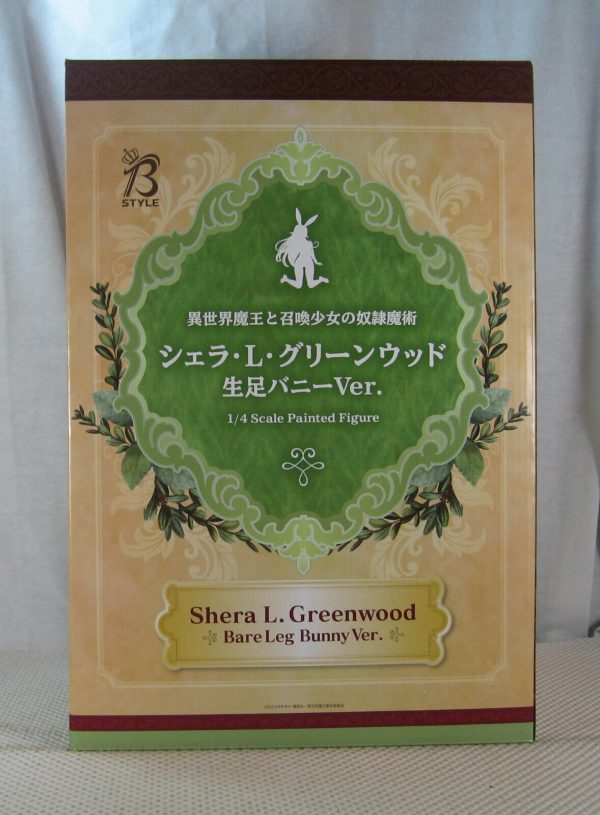 B
STYLE
異世界魔王と召喚少女の奴隷魔術
シェラ・L・グリーンウッド
生足バニーVer.
1/4 Scale Painted Figure
Shera L. Greenwood
Bare Leg Bunny Ver.